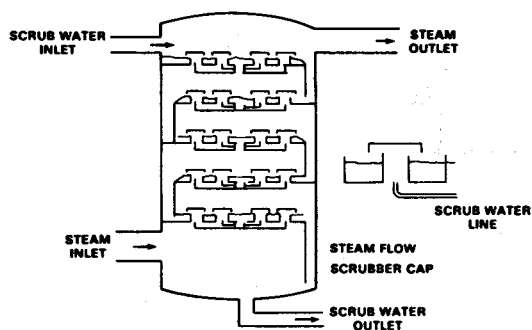 SCRUB WATER
INLET
STEAM
OUTLET
SCRUB WATER
LINE
STEAM
INLET
STEAM FLOW
SCRUBBER CAP
SCRUB WATER
OUTLET